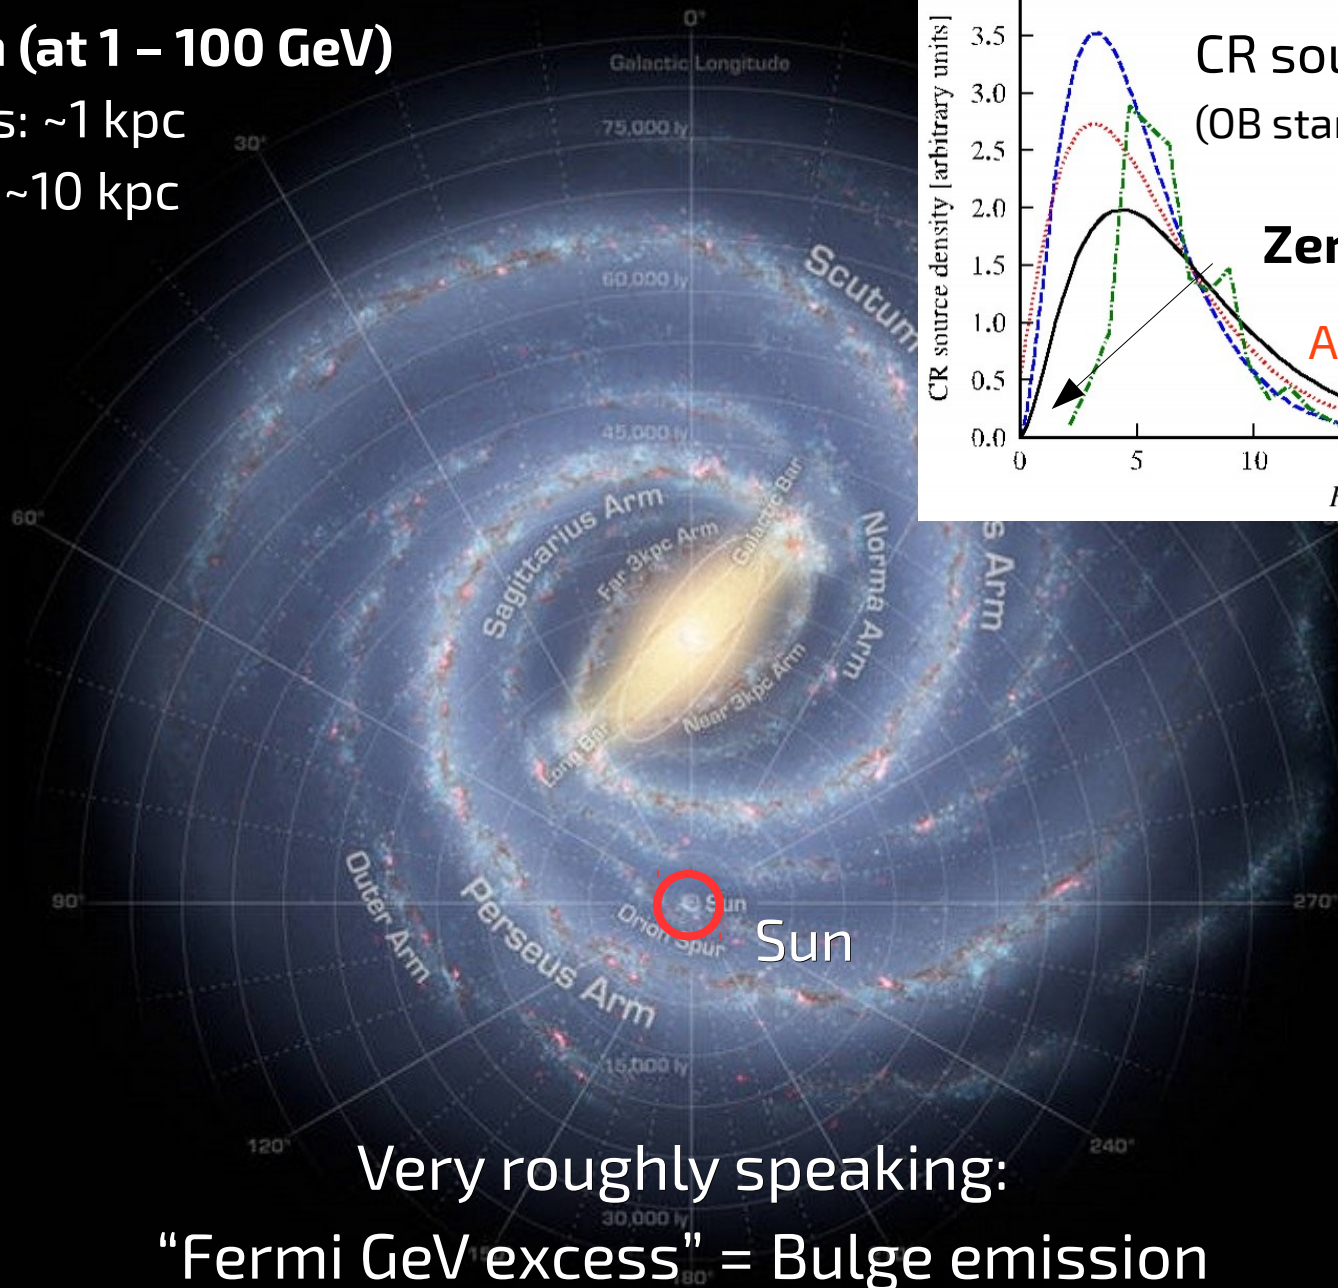 (at 1 – 100 GeV)
s: ~1 kpc
~10 kpc
0°
Galactic Longitude
30°
75,000 ly
Scutum
60,000 ly
45,000 ly
60°
Sagittarius Arm
Far 3kpc Arm
Galactic Bar
Norma Arm
s Arm
Near 3kpc Arm
Long Bar
90°
Outer Arm
Perseus Arm
Sun
Orion Spur
Sun
270°
15,000 ly
120°
240°
Very roughly speaking:
30,000 ly
“Fermi GeV excess” = Bulge emission
180°
CR source density [arbitrary units]
3.5
3.0
2.5
2.0
1.5
1.0
0.5
0.0
0 5 10
CR sou
(OB star
Zer
A